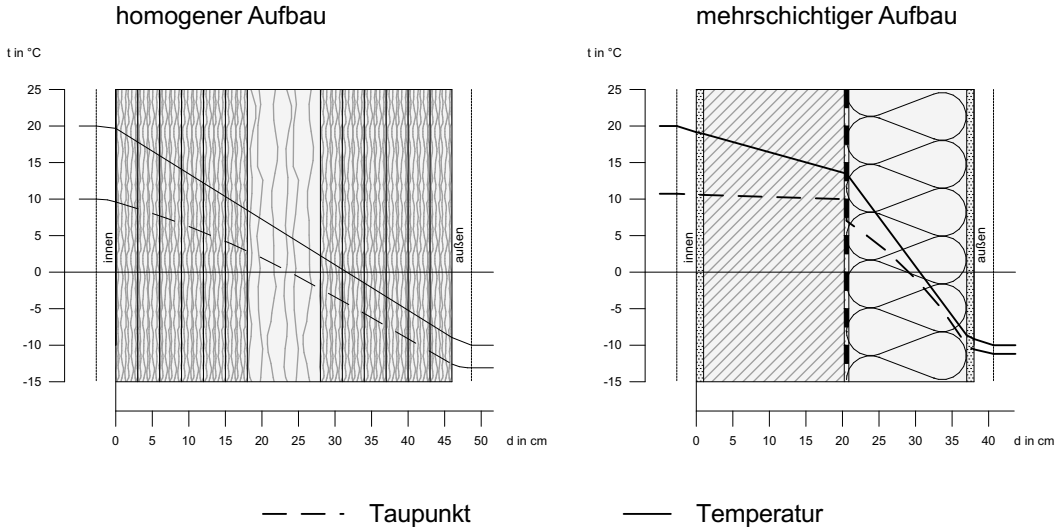 homogener Aufbau
mehrschichtiger Aufbau
t in °C
t in °C
25
20
15
10
5
0
-5
-10
-15
innen
außen
25
20
15
10
5
0
-5
-10
-15
innen
außen
0 5 10 15 20 25 30 35 40 45 50 d in cm
0 5 10 15 20 25 30 35 40 d in cm
Taupunkt
Temperatur